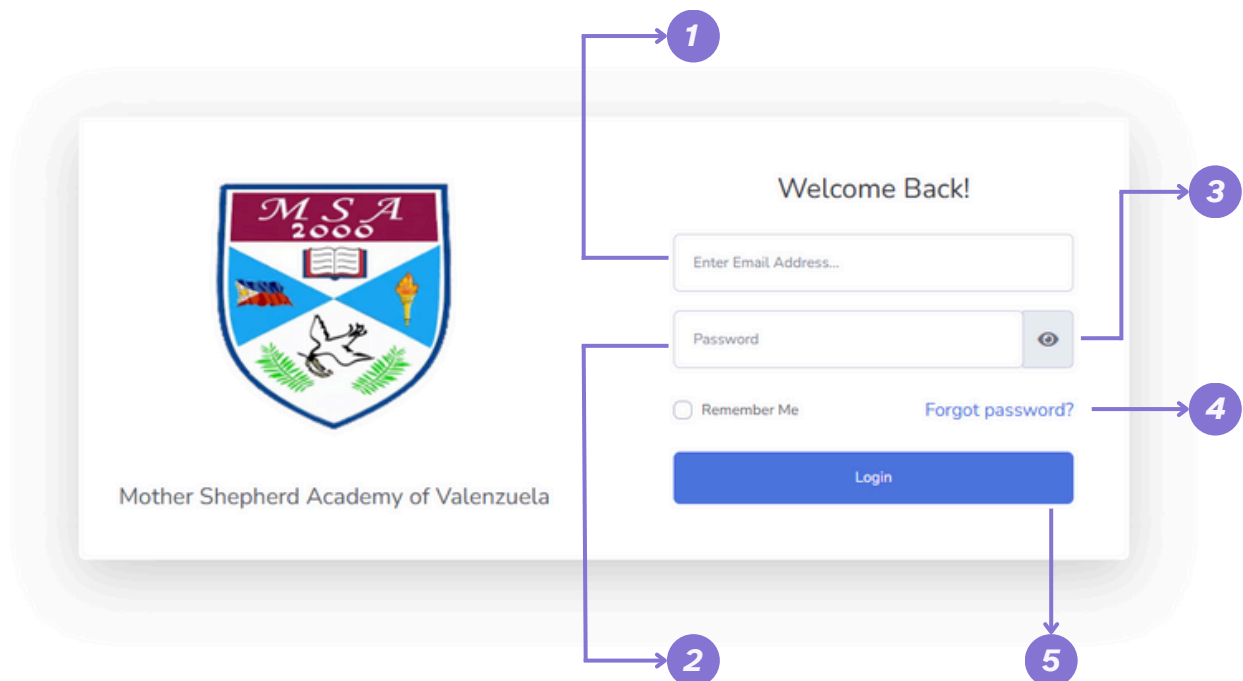 1
M S A
2000
Welcome Back!
3
Enter Email Address...
Password
Remember Me
Forgot password?
4
Login
Mother Shepherd Academy of Valenzuela
2
5